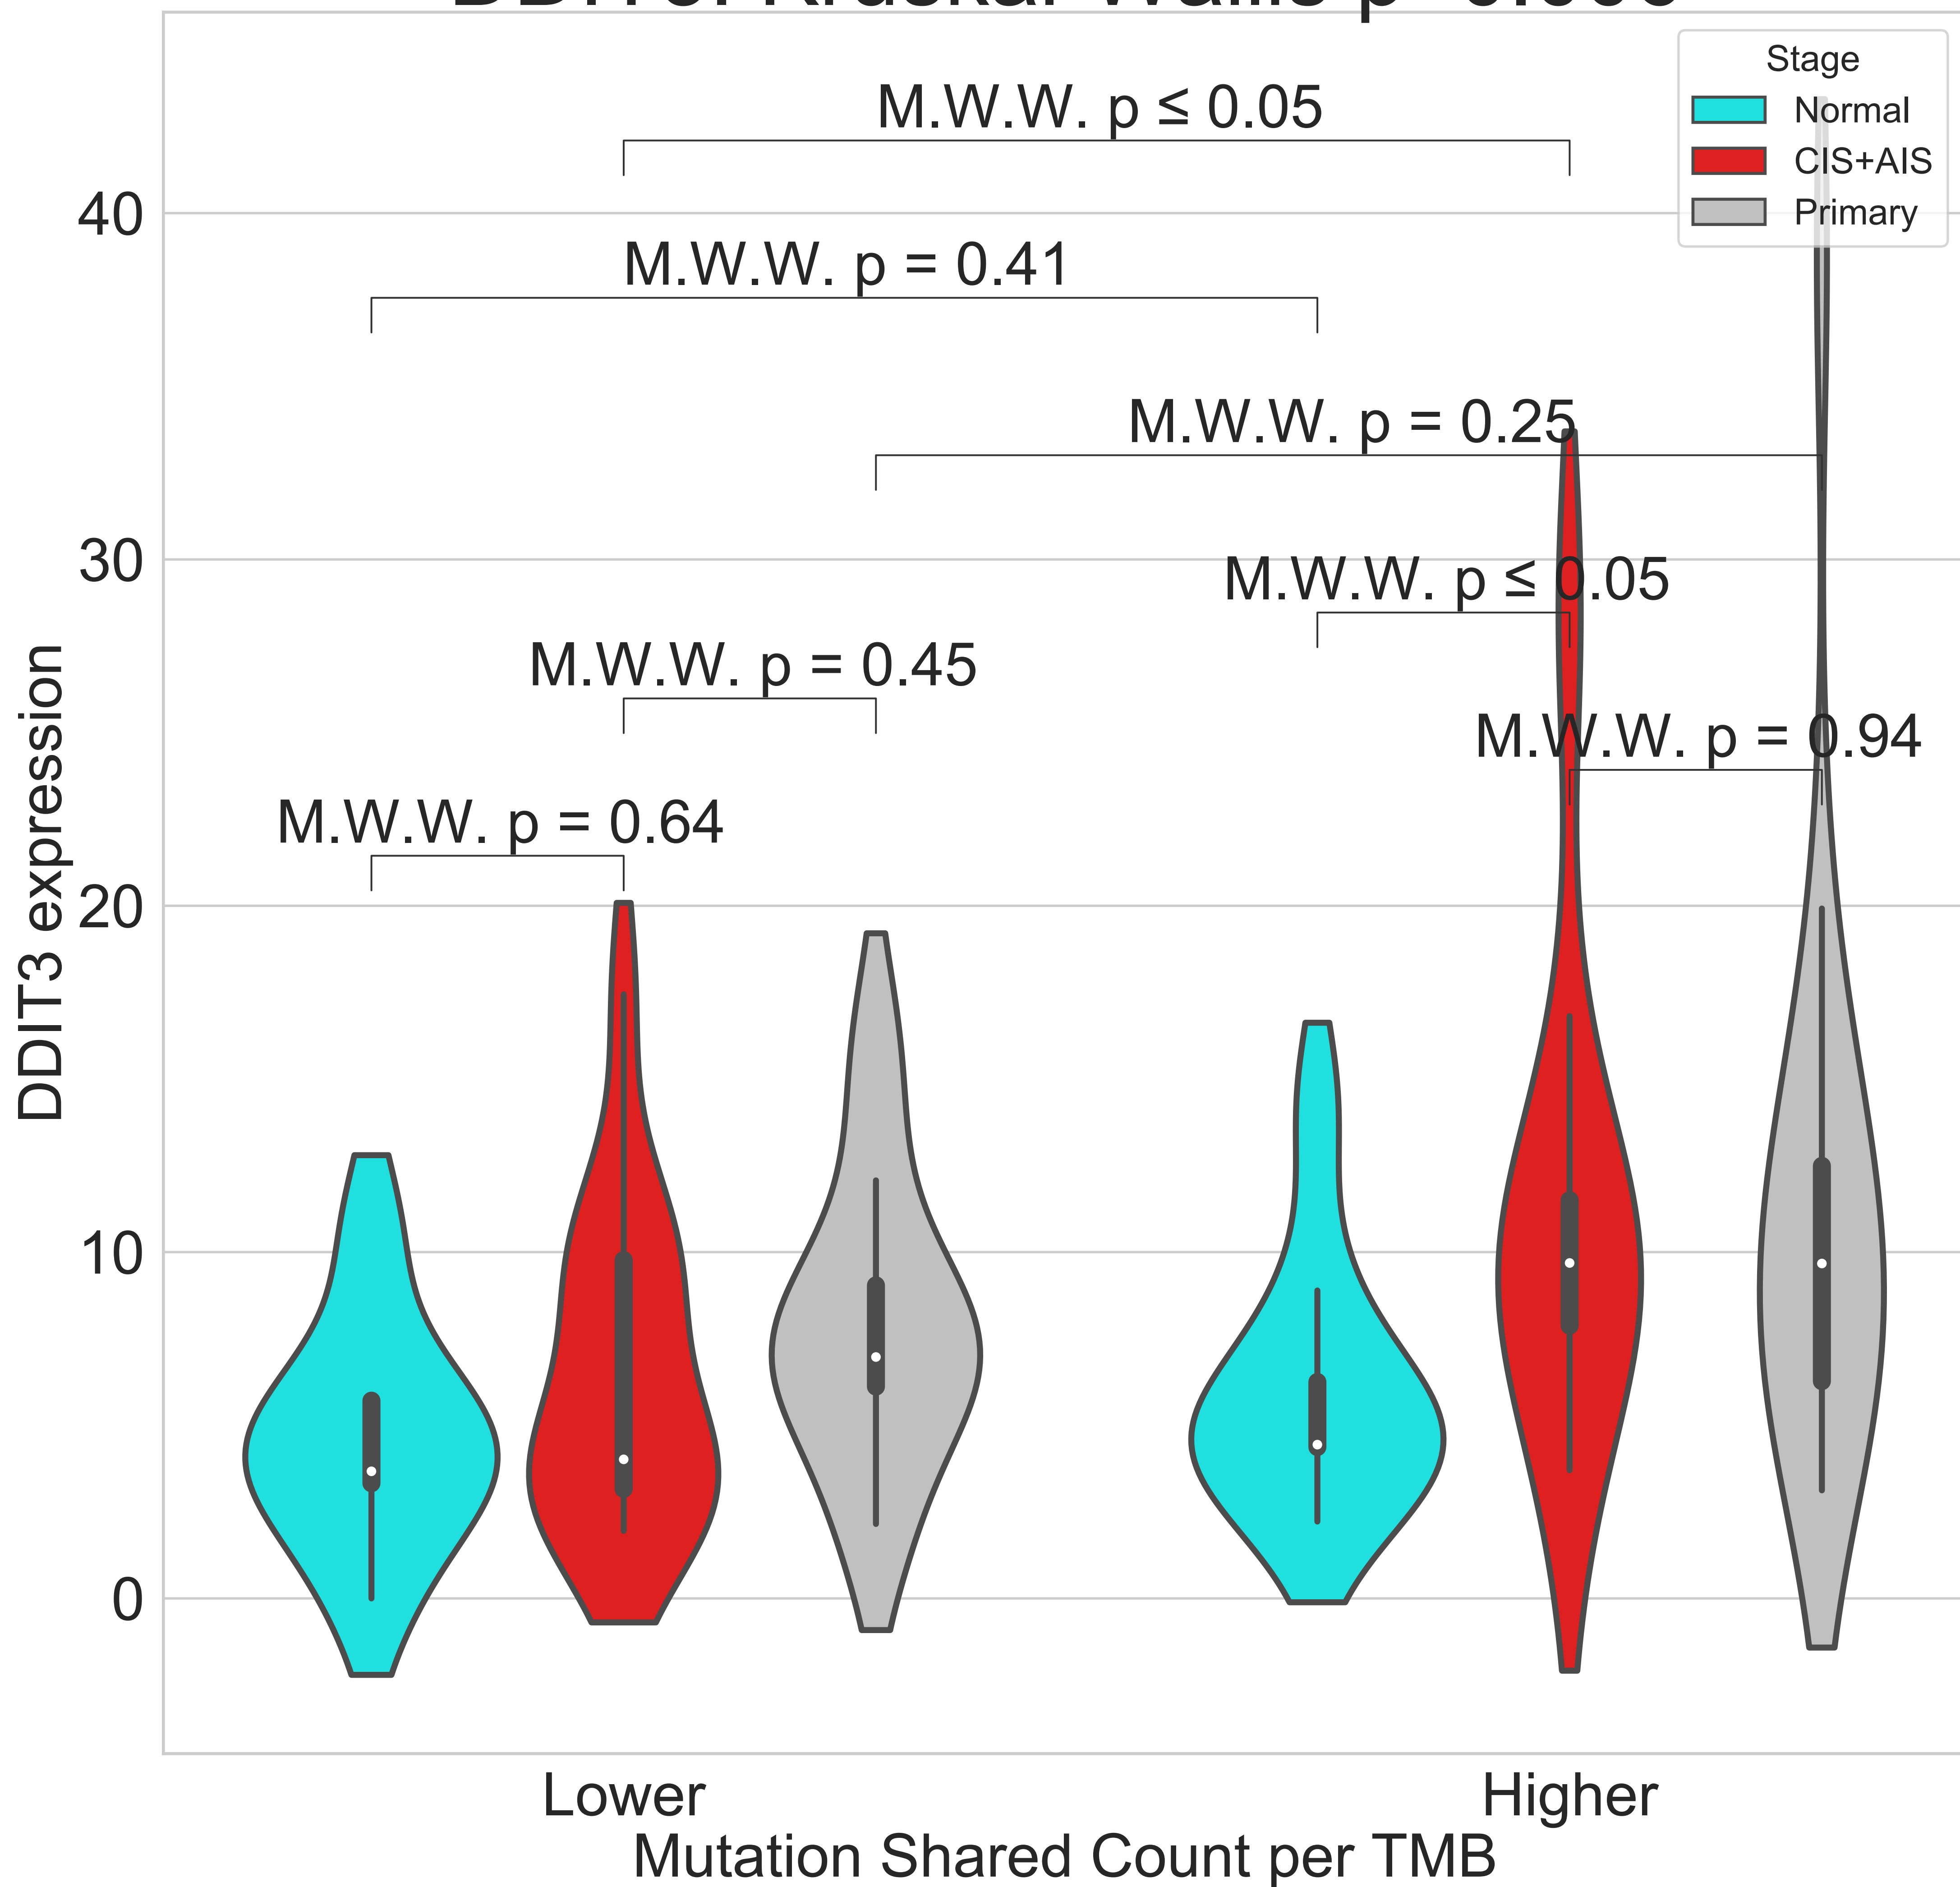 Stage
Normal
CIS+AIS
Primary
M.W.W. p ≤ 0.05
M.W.W. p = 0.41
M.W.W. p = 0.25
M.W.W. p ≤ 0.05
M.W.W. p = 0.45
M.W.W. p = 0.94
M.W.W. p = 0.64
40
30
20
10
0
DDIT3 expression
Lower
Higher
Mutation Shared Count per TMB